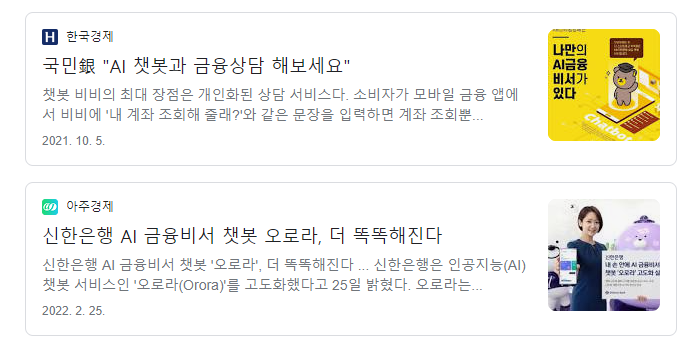 한국경제
국민銀 "AI 챗봇과 금융상담 해보세요"
챗봇 비비의 최대 장점은 개인화된 상담 서비스다. 소비자가 모바일 금융 앱에
서 비비에 '내 계좌 조회해 줄래?'와 같은 문장을 입력하면 계좌 조회뿐...
2021. 10. 5.
나만의
AI금융
비서가
있다
Chatbot
아주경제
신한은행 AI 금융비서 챗봇 오로라, 더 똑똑해진다
신한은행 AI 금융비서 챗봇 '오로라', 더 똑똑해진다 ... 신한은행은 인공지능(AI)
챗봇 서비스인 '오로라(Orora)'를 고도화했다고 25일 밝혔다. 오로라는...
2022. 2. 25.
신한은행
내 손 안에 AI 금융비서
챗봇 '오로라' 고도화